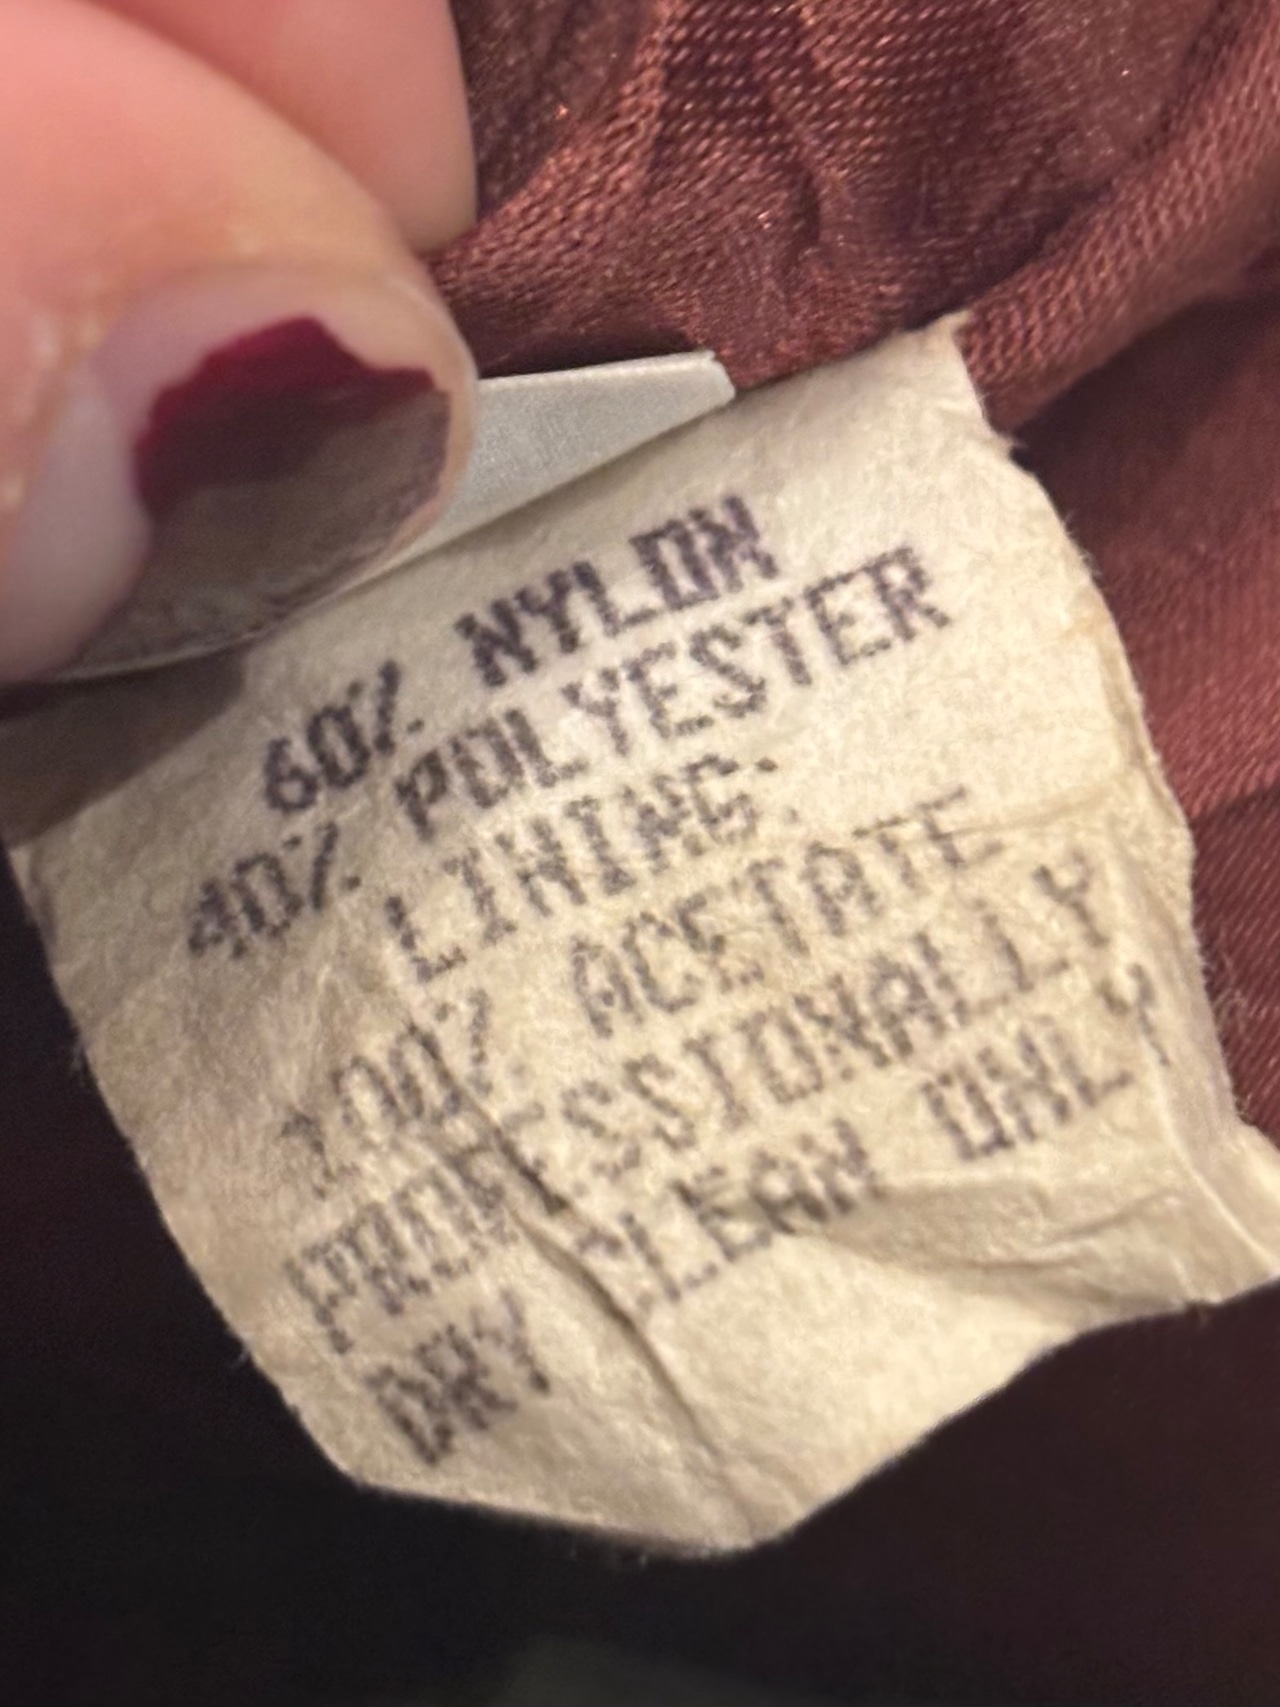 60% NYLON
40% POLYESTER
LINING:
100% ACETATE
PROFESSIONALLY
DRY CLEAN ONLY